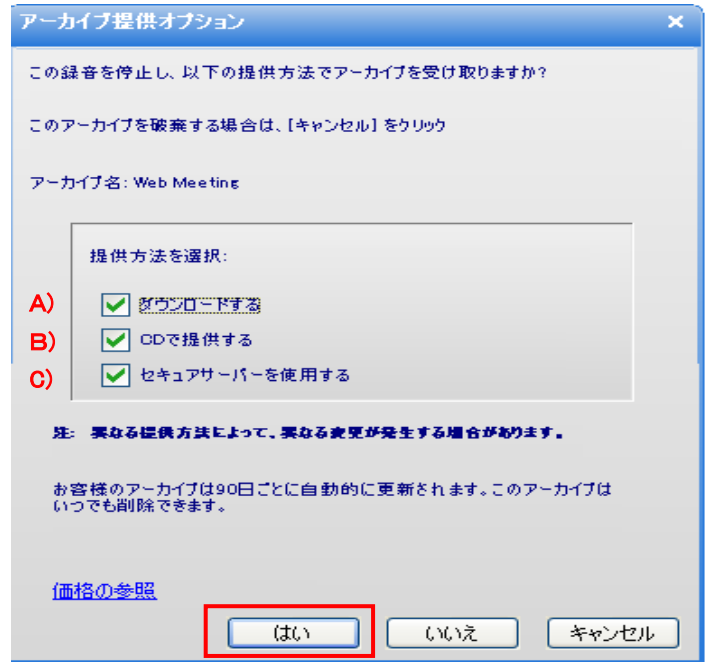 アーカイブ提供オプション
この録音を停止し、以下の提供方法でアーカイブを受け取りますか?
このアーカイブを破棄する場合は、[キャンセル] をクリック
アーカイブ名: Web Meeting
提供方法を選択:
A) ダウンロードする
B) CDで提供する
C) セキュアサーバーを使用する
注: 異なる提供方法によって、異なる変更が発生する場合があります。
お客様のアーカイブは90日ごとに自動的に更新されます。このアーカイブは
いつでも削除できます。
価格の参照
はい いいえ キャンセル